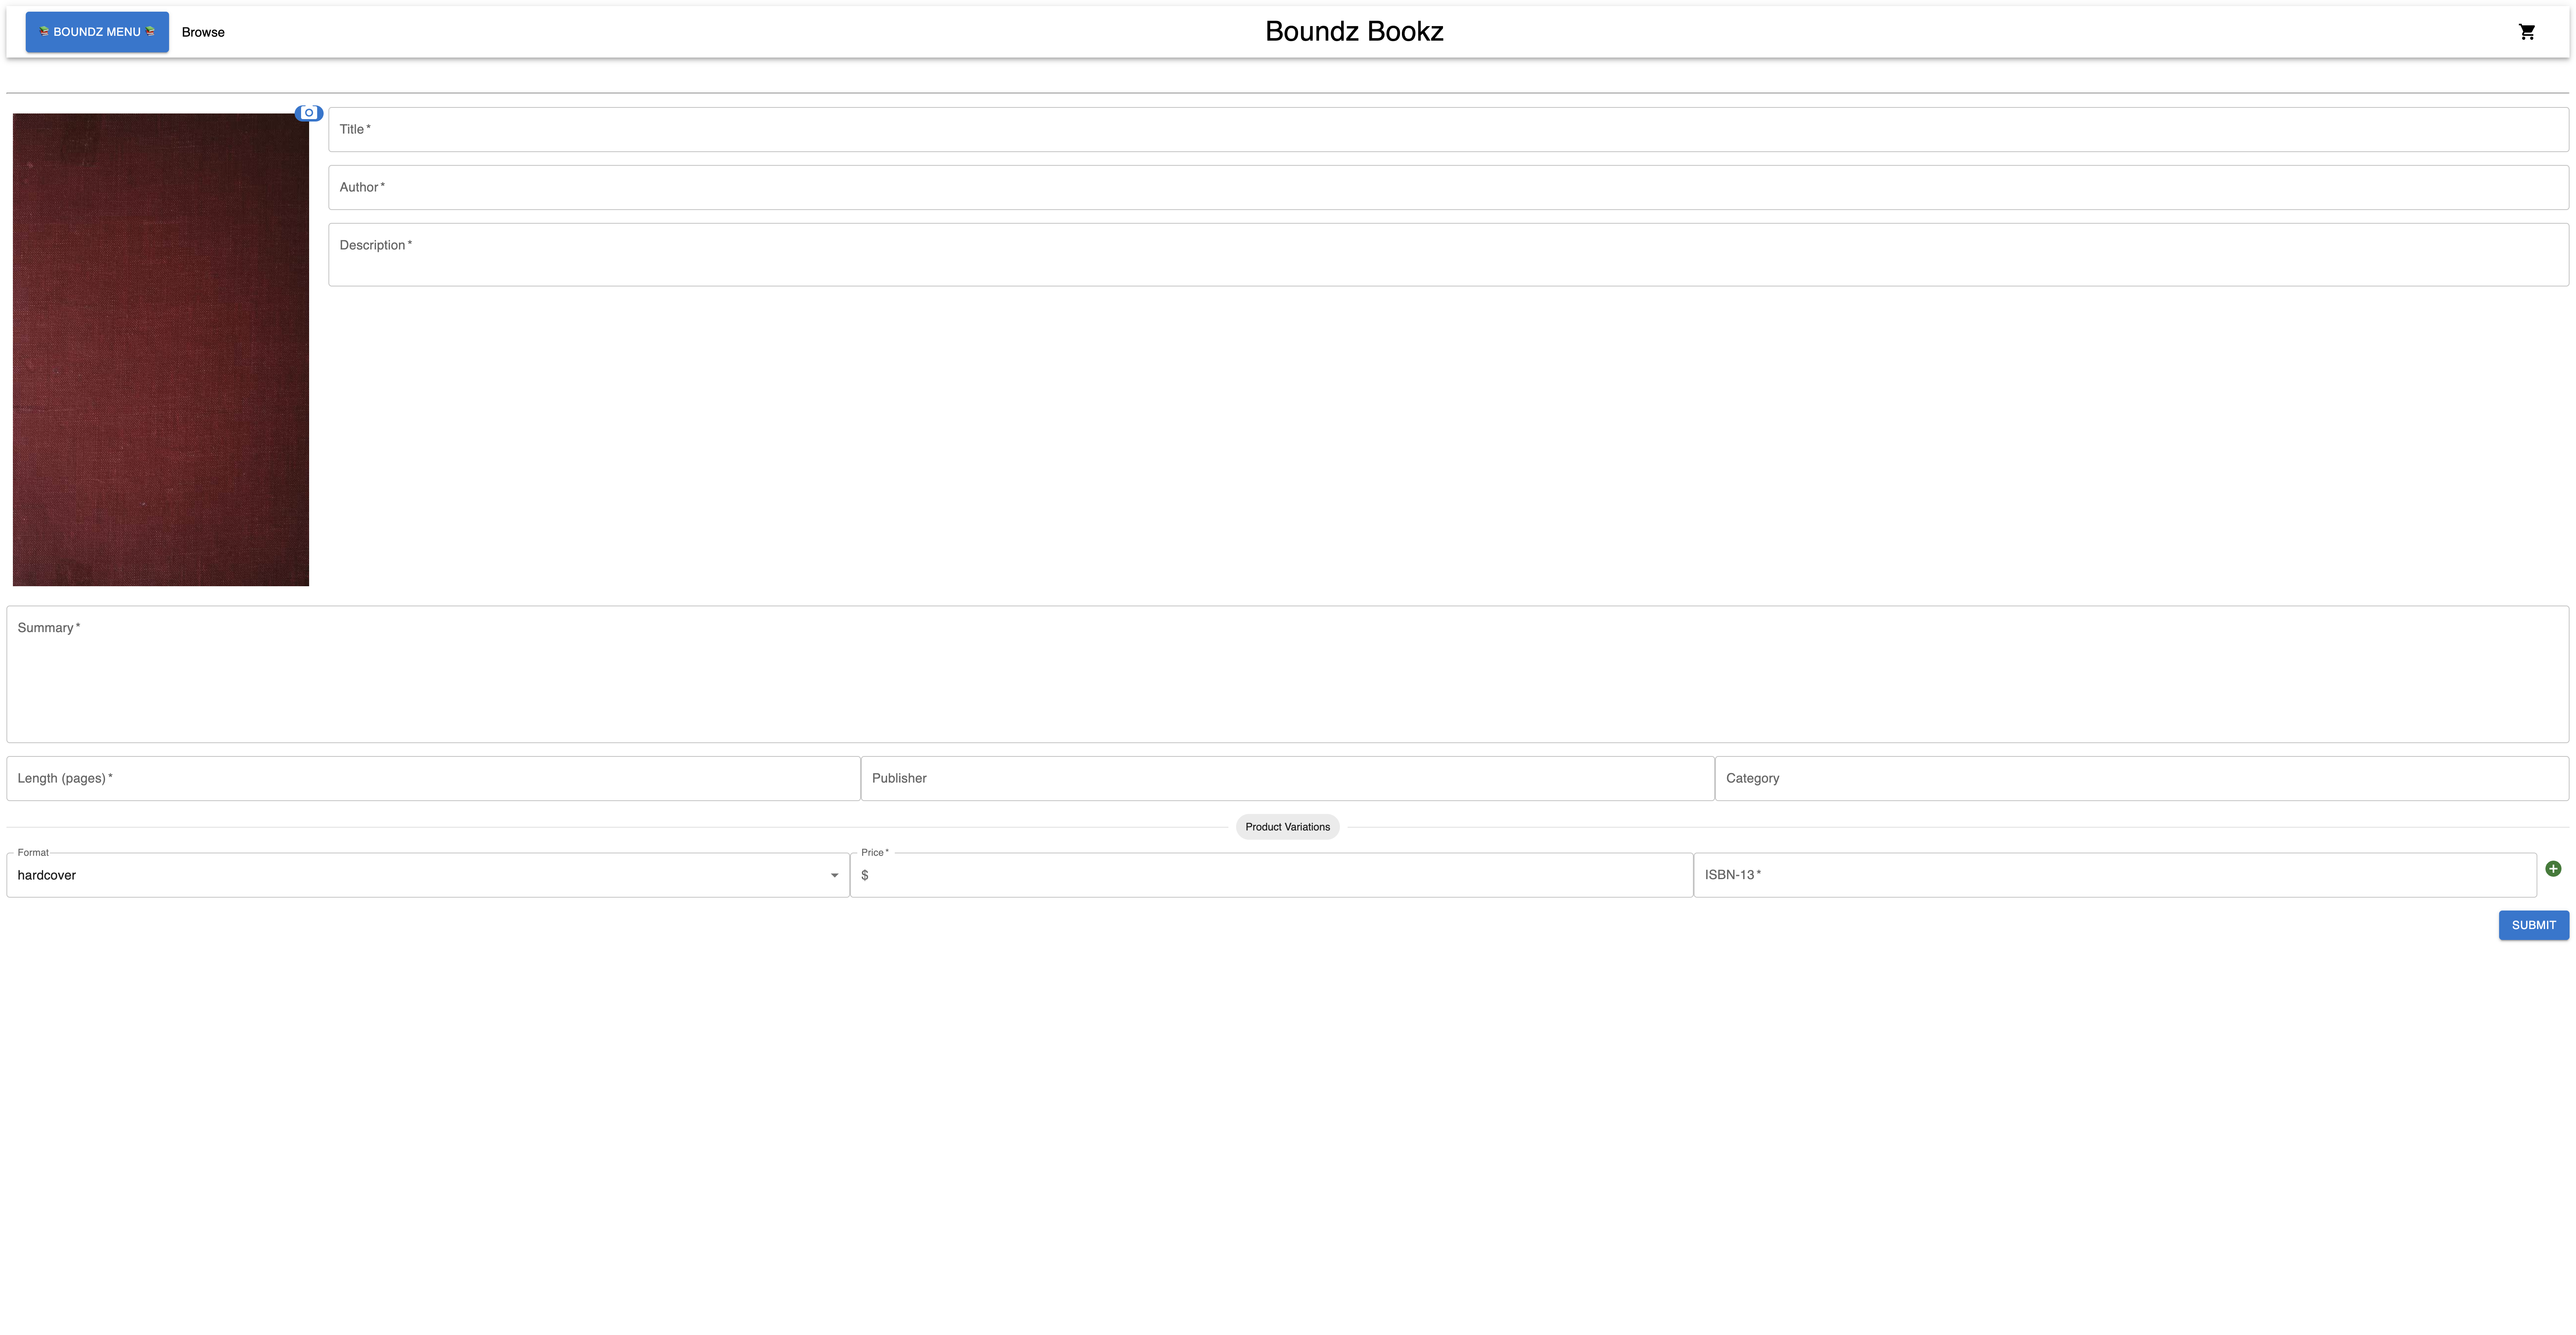 BOUNDZ MENU
Browse
Boundz Bookz
Title *
Author *
Description *
Summary *
Length (pages) *
Publisher
Category
Product Variations
Format
hardcover
Price *
$
ISBN-13 *
SUBMIT